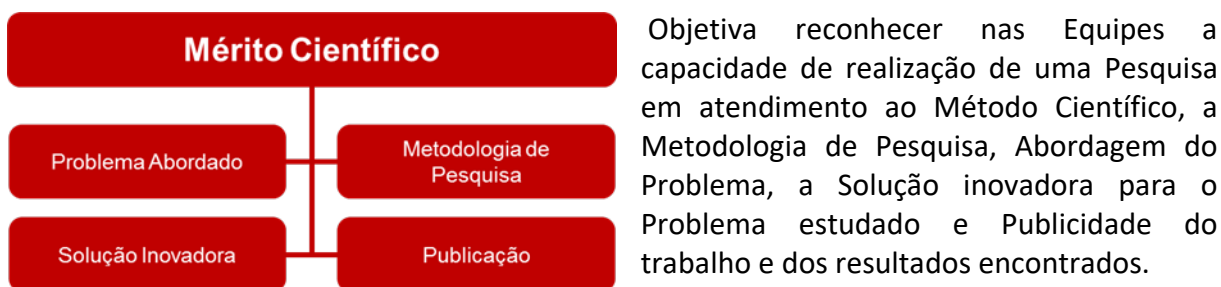 Mérito Científico
Problema Abordado
Metodologia de
Pesquisa
Solução Inovadora
Publicação
Objetiva reconhecer nas Equipes a
capacidade de realização de uma Pesquisa
em atendimento ao Método Científico, a
Metodologia de Pesquisa, Abordagem do
Problema, a Solução inovadora para o
Problema estudado e Publicidade do
trabalho e dos resultados encontrados.